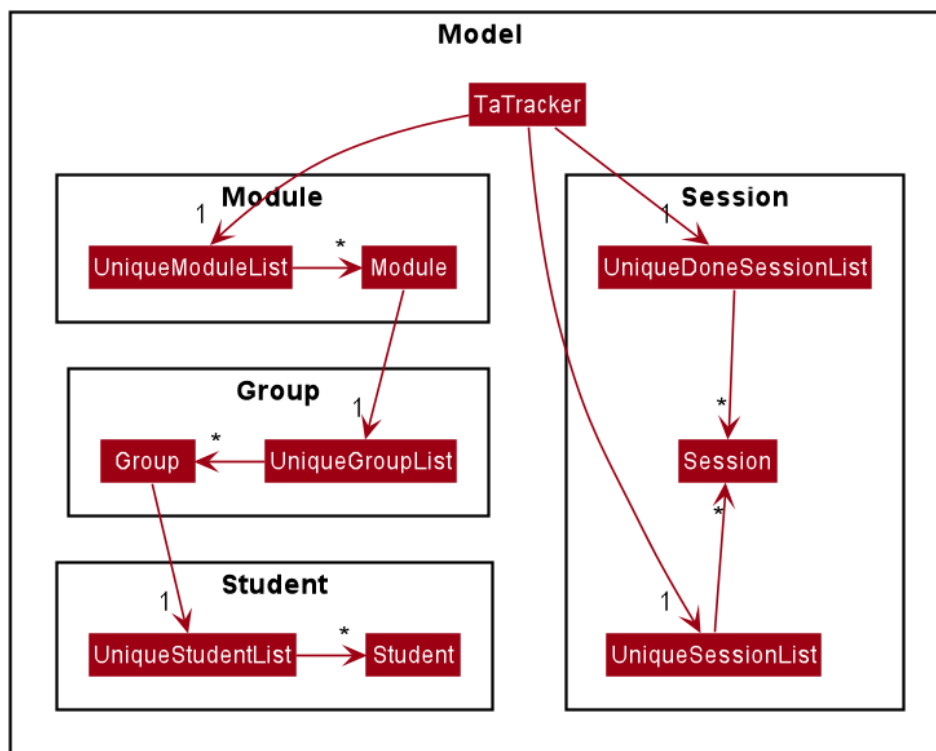 Model
TaTracker
Module
Session
1
1
*
UniqueModuleList
Module
UniqueDoneSessionList
Group
1
*
*
Group
UniqueGroupList
Session
*
Student
1
*
1
UniqueStudentList
Student
UniqueSessionList